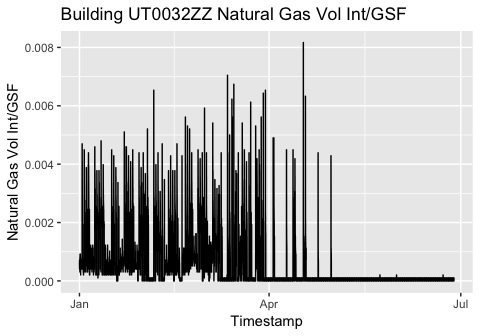 Building UT0032ZZ Natural Gas Vol Int/GSF
Natural Gas Vol Int/GSF
0.008
0.006
0.004
0.002
0.000
Jan
Apr
Jul
Timestamp